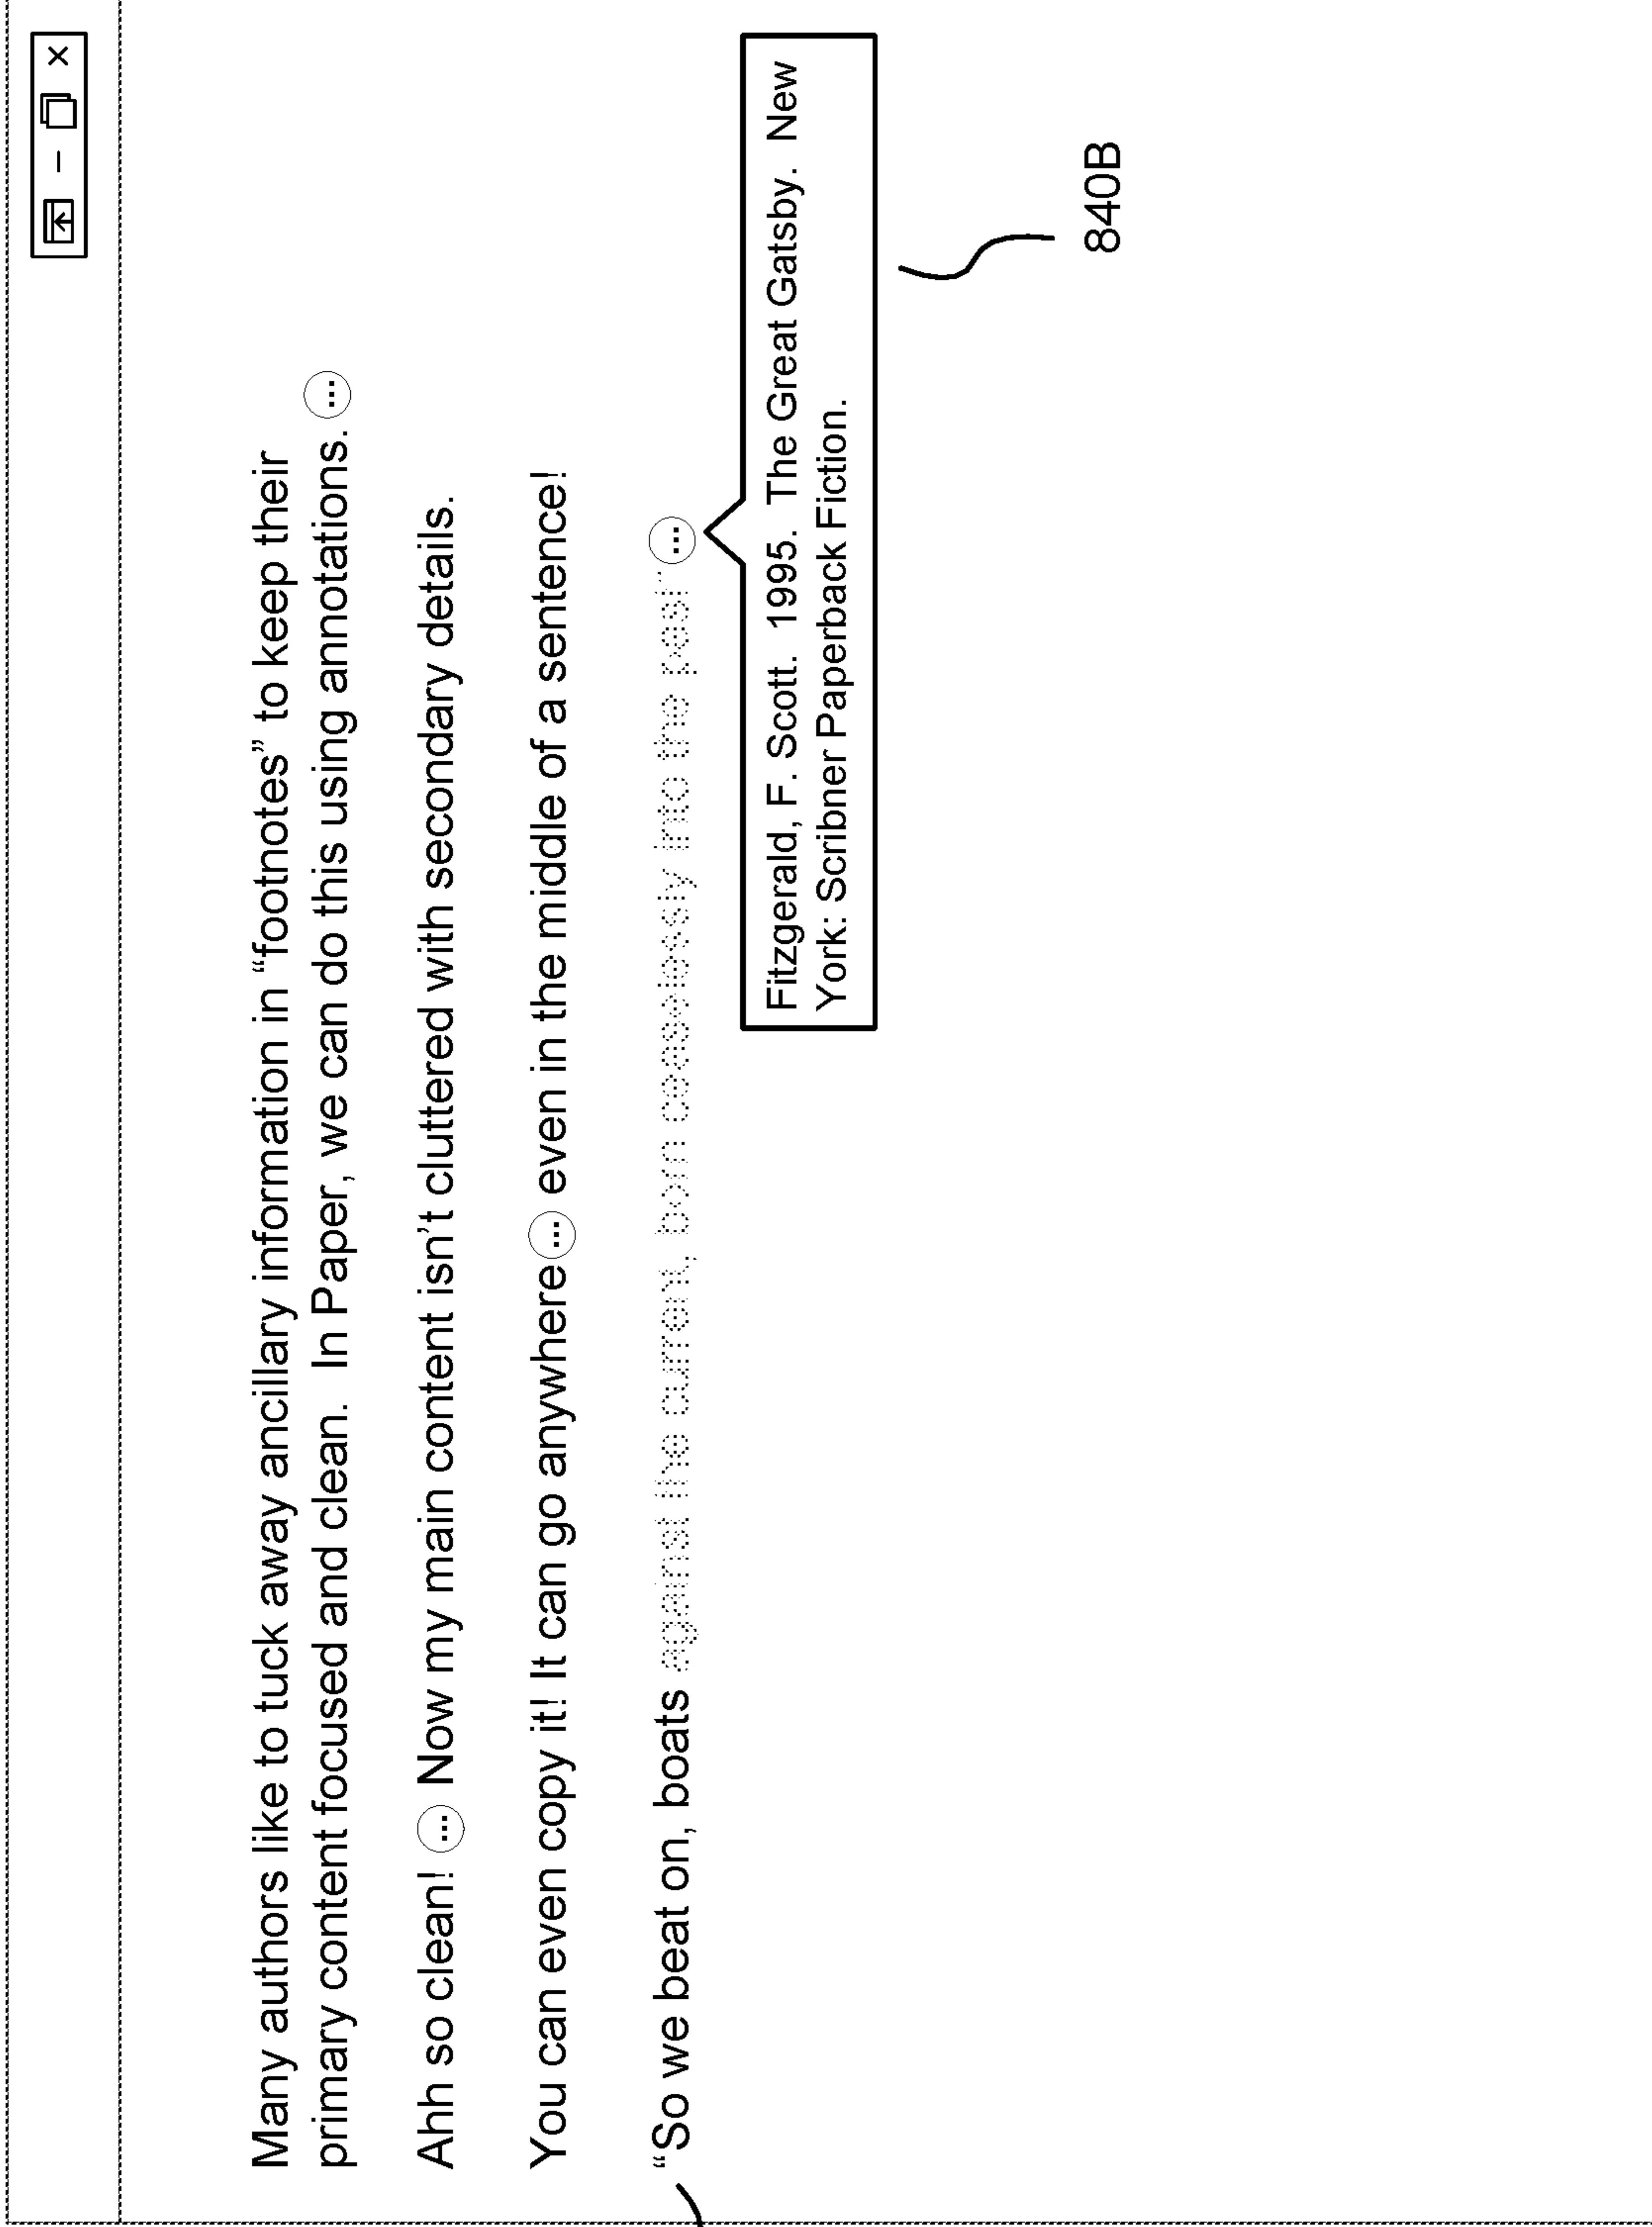 Many authors like to tuck away ancillary information in “footnotes” to keep their
primary content focused and clean.  In Paper, we can do this using annotations. ...
Ahh so clean! ... Now my main content isn’t cluttered with secondary details.
You can even copy it! It can go anywhere ... even in the middle of a sentence!
“So we beat on, boats against the current, born ceaselessly into the past” ...
Fitzgerald, F. Scott.  1995.  The Great Gatsby.  New
York: Scribner Paperback Fiction.
840B